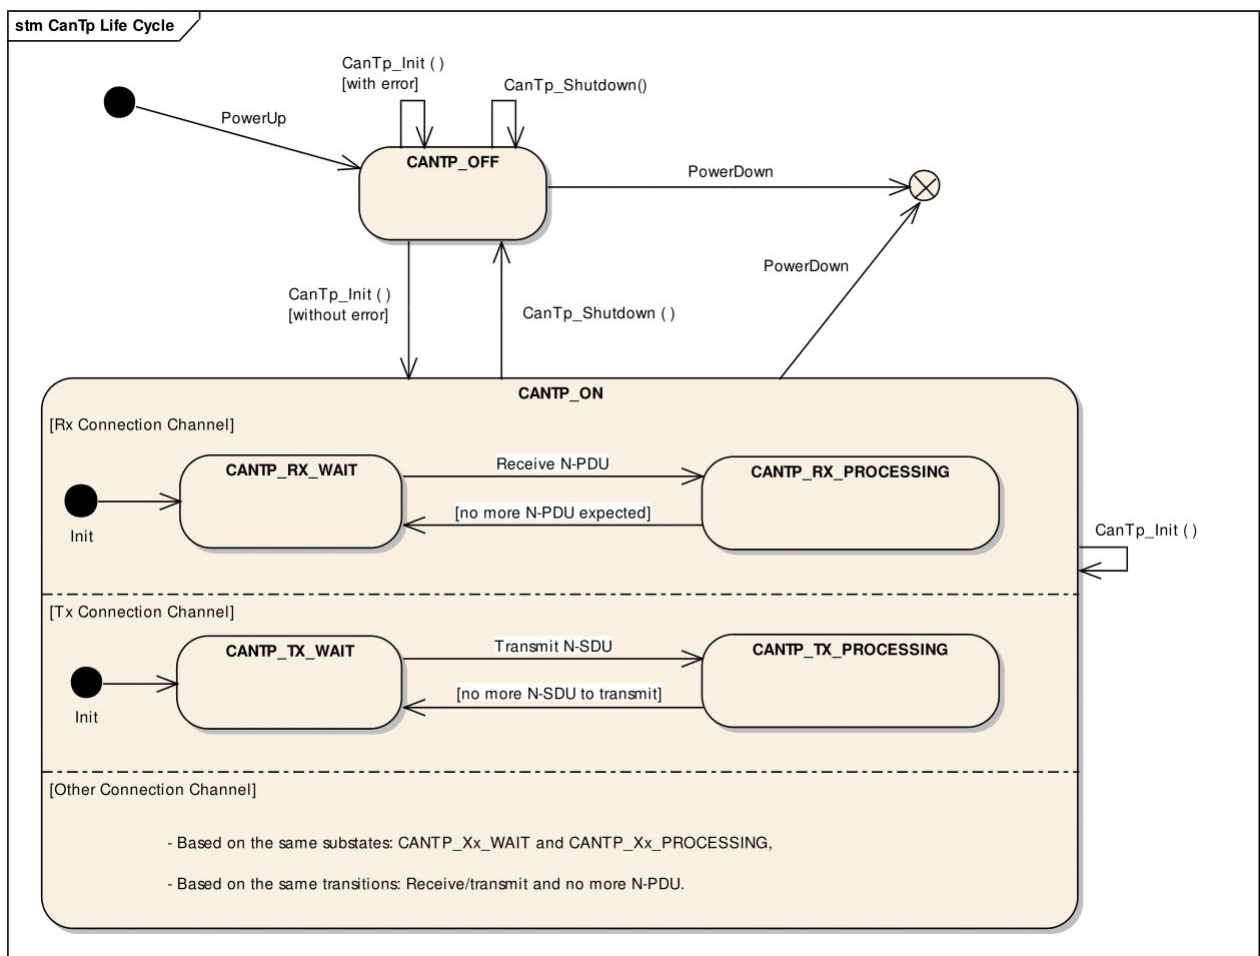 stm CanTp Life Cycle
CanTp_Init ( )
[with error]
CanTp_Shutdown()
PowerUp
CANTP_OFF
PowerDown
PowerDown
CanTp_Init ( )
[without error]
CanTp_Shutdown ( )
CANTP_ON
[Rx Connection Channel]
CANTP_RX_WAIT
Receive N-PDU
CANTP_RX_PROCESSING
[no more N-PDU expected]
Init
CanTp_Init ( )
[Tx Connection Channel]
CANTP_TX_WAIT
Transmit N-SDU
CANTP_TX_PROCESSING
[no more N-SDU to transmit]
Init
[Other Connection Channel]
- Based on the same substates: CANTP_Xx_WAIT and CANTP_Xx_PROCESSING,
- Based on the same transitions: Receive/transmit and no more N-PDU.